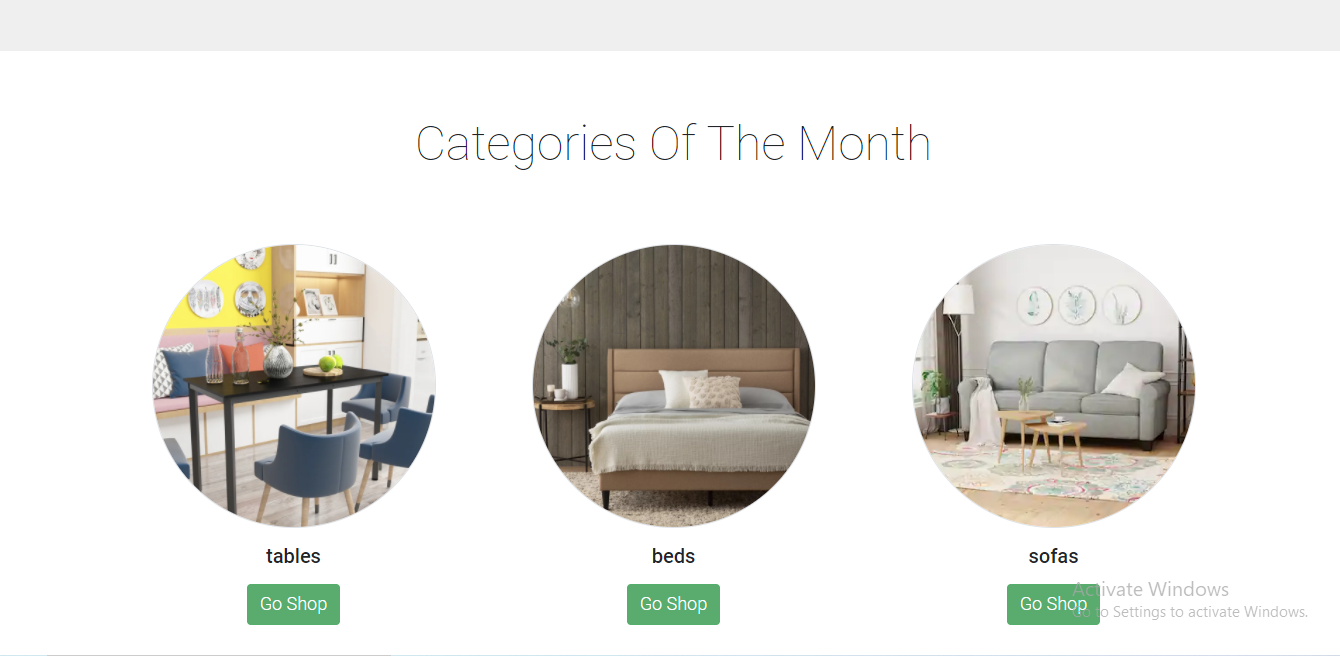 Categories Of The Month
tables
beds
sofas
Go Shop
Go Shop
Go Shop
Activate Windows
Go to Settings to activate Windows.